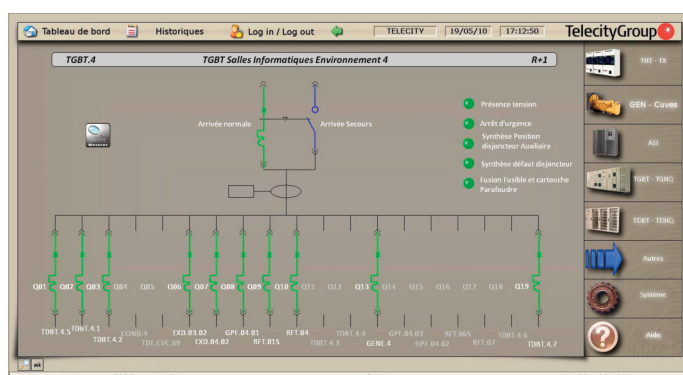 Tableau de bord Historiques Log in / Log out TELECITY 19/05/10 17:12:50 TelecityGroup
TGBT.4 TGBT Salles Informatiques Environnement 4 R+1
THT - TX
Présence tension
GEN - Cuves
Arrivée normale Arrivée Secours
Arrêt d'urgence
Synthèse Position
disjoncteur Auxiliaire
Mesures
ASI
Synthèse défaut disjoncteur
Fusion Fusible et cartouche
Parafoudre
TGBT - TGHQ
TDBT - TDHQ
Autres
Q01 Q02 Q03 Q04 Q05 Q06 Q07 Q08 Q09 Q10 Q11 Q12 Q13 Q14 Q15 Q16 Q17 Q18 Q19
Système
TDBT.4.5 TDBT.4.1 COND.4 EXD.03.02 GPF.04.01 RFT.04 TDBT.4.4 GPF.04.03 RFT.06S TDBT.4.6
TDBT.4.2 TDE.CVC.09 EXD.04.02 RFT.01S TDBT.4.3 GENE.4 GPF.04.02 RFT.07 TDBT.4.7
Aide
ack